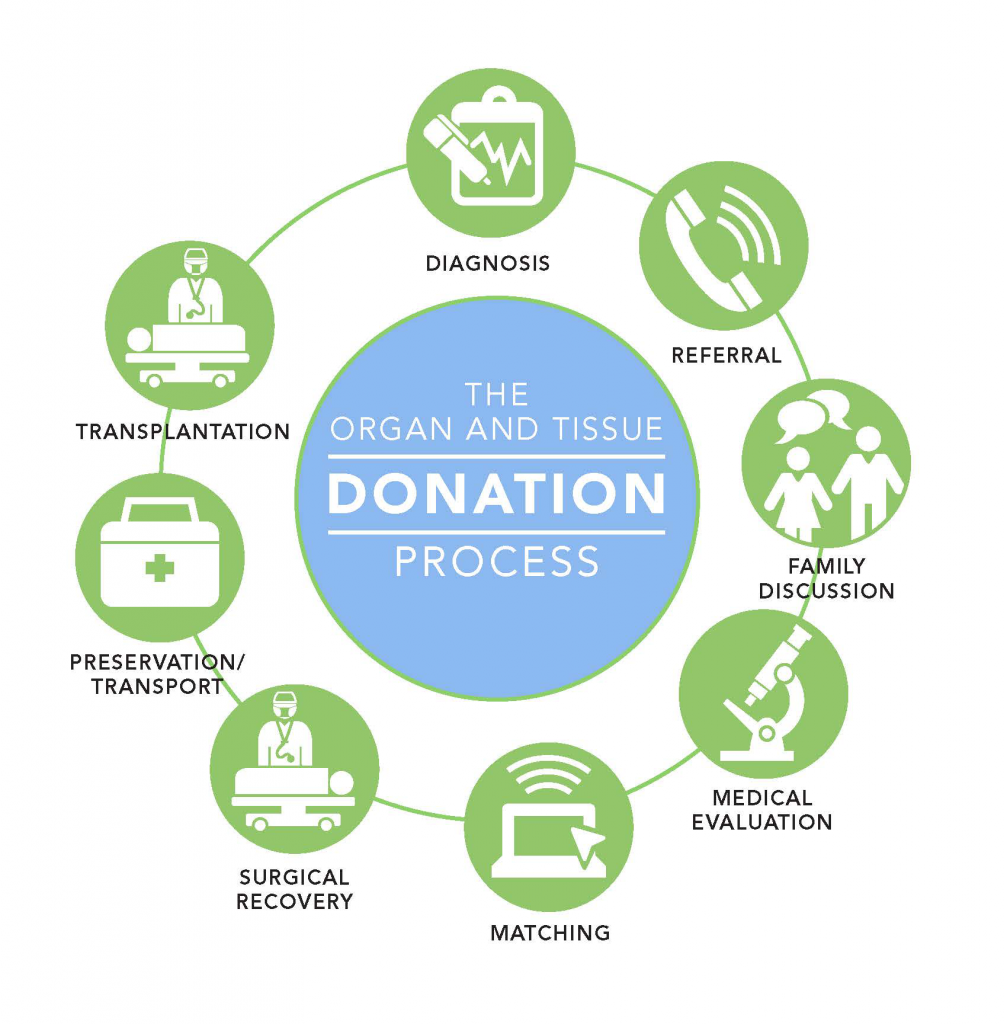 DIAGNOSIS
REFERRAL
THE
ORGAN AND TISSUE
DONATION
PROCESS
TRANSPLANTATION
FAMILY
DISCUSSION
PRESERVATION/
TRANSPORT
MEDICAL
EVALUATION
SURGICAL
RECOVERY
MATCHING